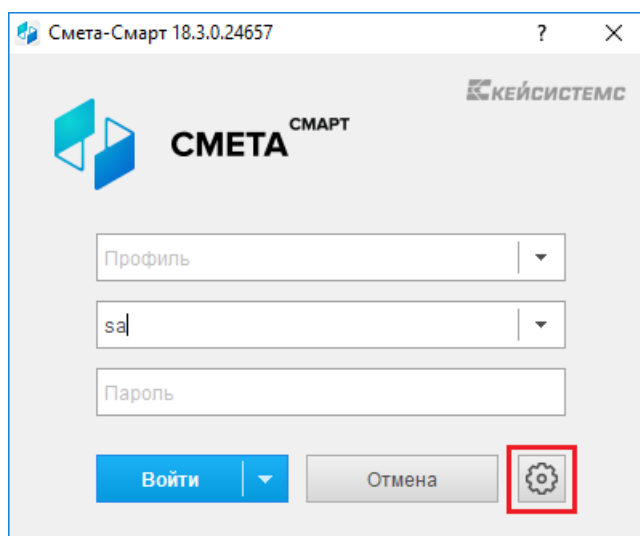 Смета-Смарт 18.3.0.24657 ?
КЕЙСИСТЕМС
СМЕТА СМАРТ
Профиль
sa
Пароль
Войти Отмена